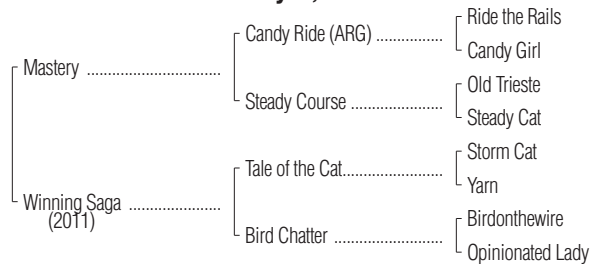 Ride the Rails
Candy Ride (ARG) ................
Candy Girl
Mastery ................................
Old Trieste
Steady Course ......................
Steady Cat
Storm Cat
Tale of the Cat........................
Yarn
Winning Saga ......................
(2011)
Birdonthewire
Bird Chatter ..........................
Opinionated Lady